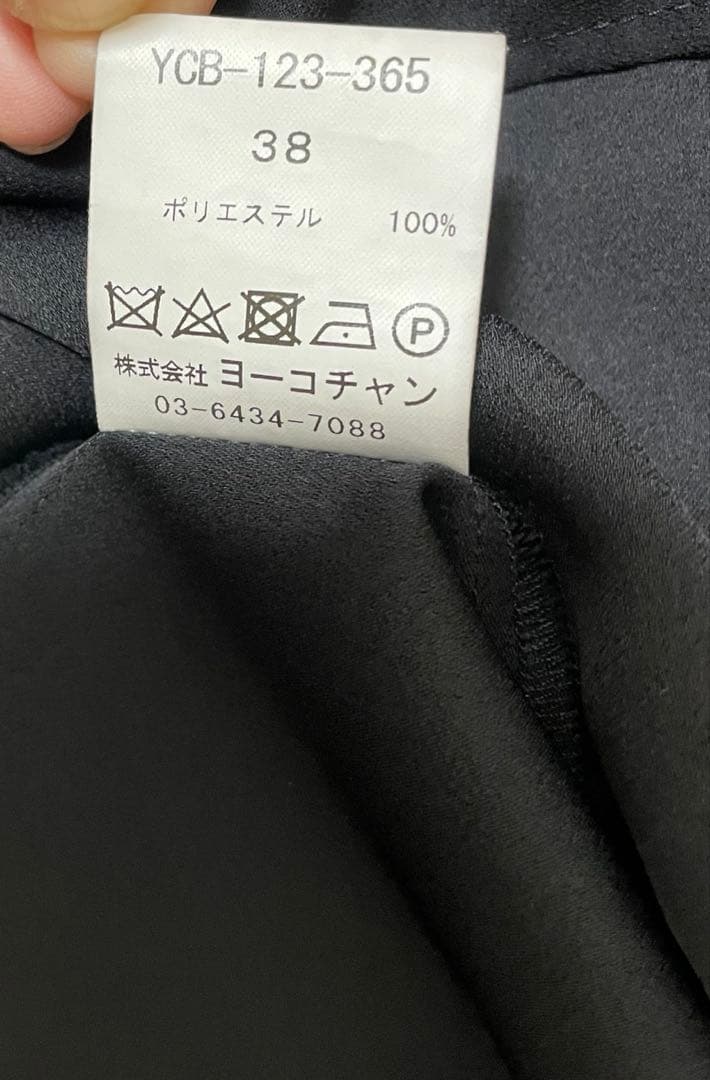 YCB-123-365
38
ポリエステル 100%
P
株式会社 ヨーコチャン
03-6434-7088